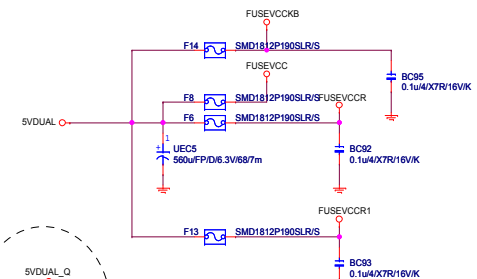 FUSEVCCKB
F14 SMD1812P190SLR/S
FUSEVCC
BC95
0.1u/4/X7R/16V/K
F8 SMD1812P190SLR/S
FUSEVCCR
5VDUAL
F6 SMD1812P190SLR/S
1
+
UEC5
560u/FP/D/6.3V/68/7m
BC92
0.1u/4/X7R/16V/K
FUSEVCCR1
F13 SMD1812P190SLR/S
5VDUAL_Q
BC93
0.1u/4/X7R/16V/K